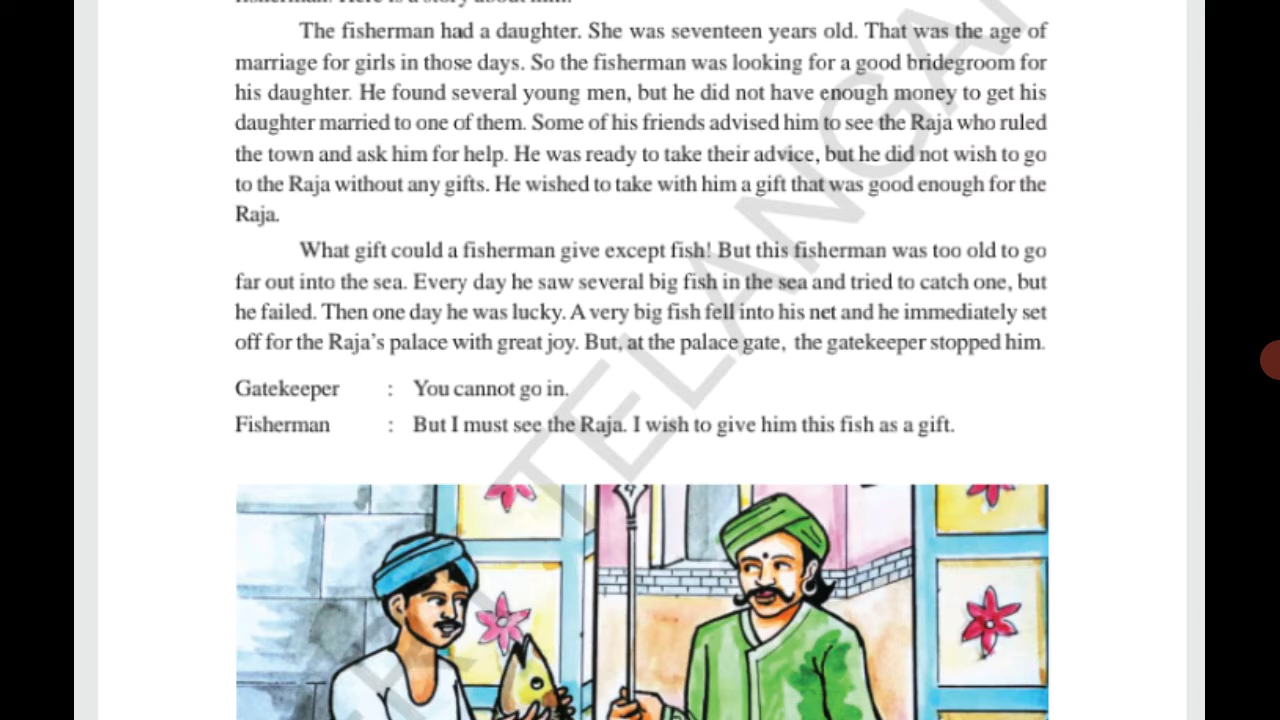 The fisherman had a daughter. She was seventeen years old. That was the age of
marriage for girls in those days. So the fisherman was looking for a good bridegroom for
his daughter. He found several young men, but he did not have enough money to get his
daughter married to one of them. Some of his friends advised him to see the Raja who ruled
the town and ask him for help. He was ready to take their advice, but he did not wish to go
to the Raja without any gifts. He wished to take with him a gift that was good enough for the
Raja.
What gift could a fisherman give except fish! But this fisherman was too old to go
far out into the sea. Every day he saw several big fish in the sea and tried to catch one, but
he failed. Then one day he was lucky. A very big fish fell into his net and he immediately set
off for the Raja's palace with great joy. But, at the palace gate, the gatekeeper stopped him.
Gatekeeper : You cannot go in.
Fisherman : But I must see the Raja. I wish to give him this fish as a gift.